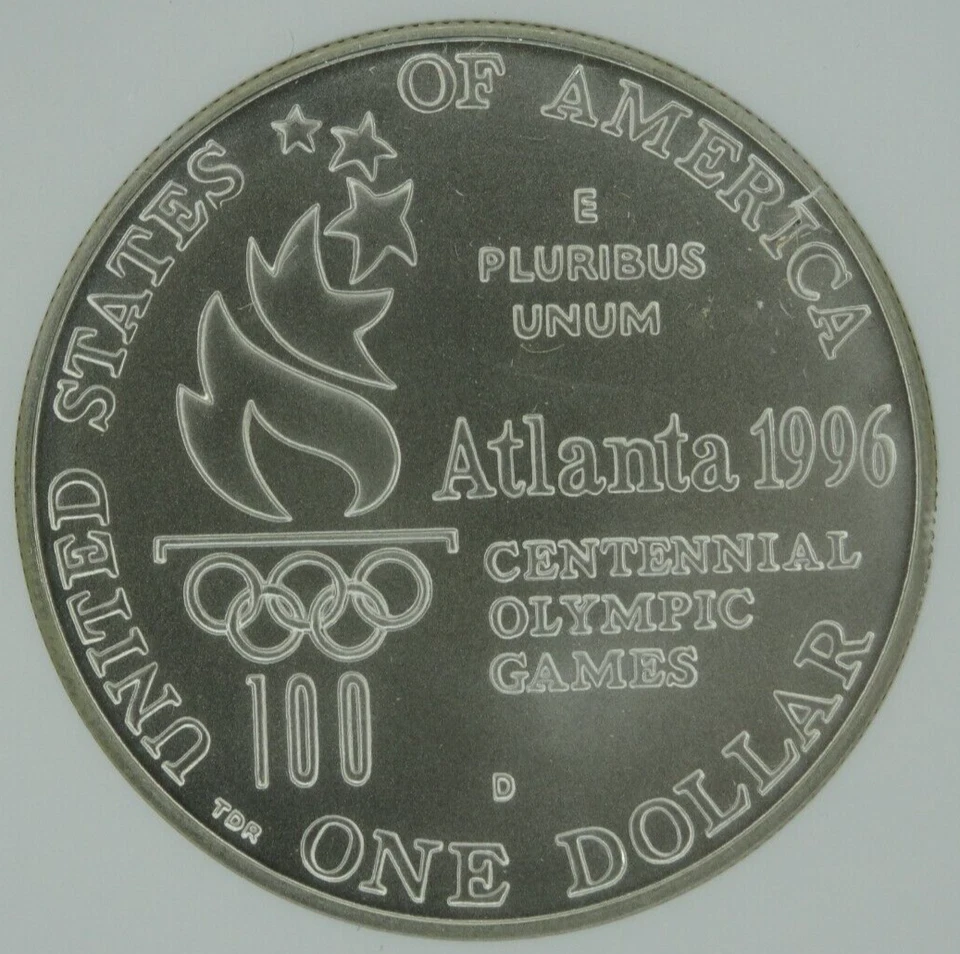 UNITED STATES OF AMERICA
E
PLURIBUS
UNUM
Atlanta 1996
CENTENNIAL
OLYMPIC
GAMES
100
D
TDR
ONE DOLLAR